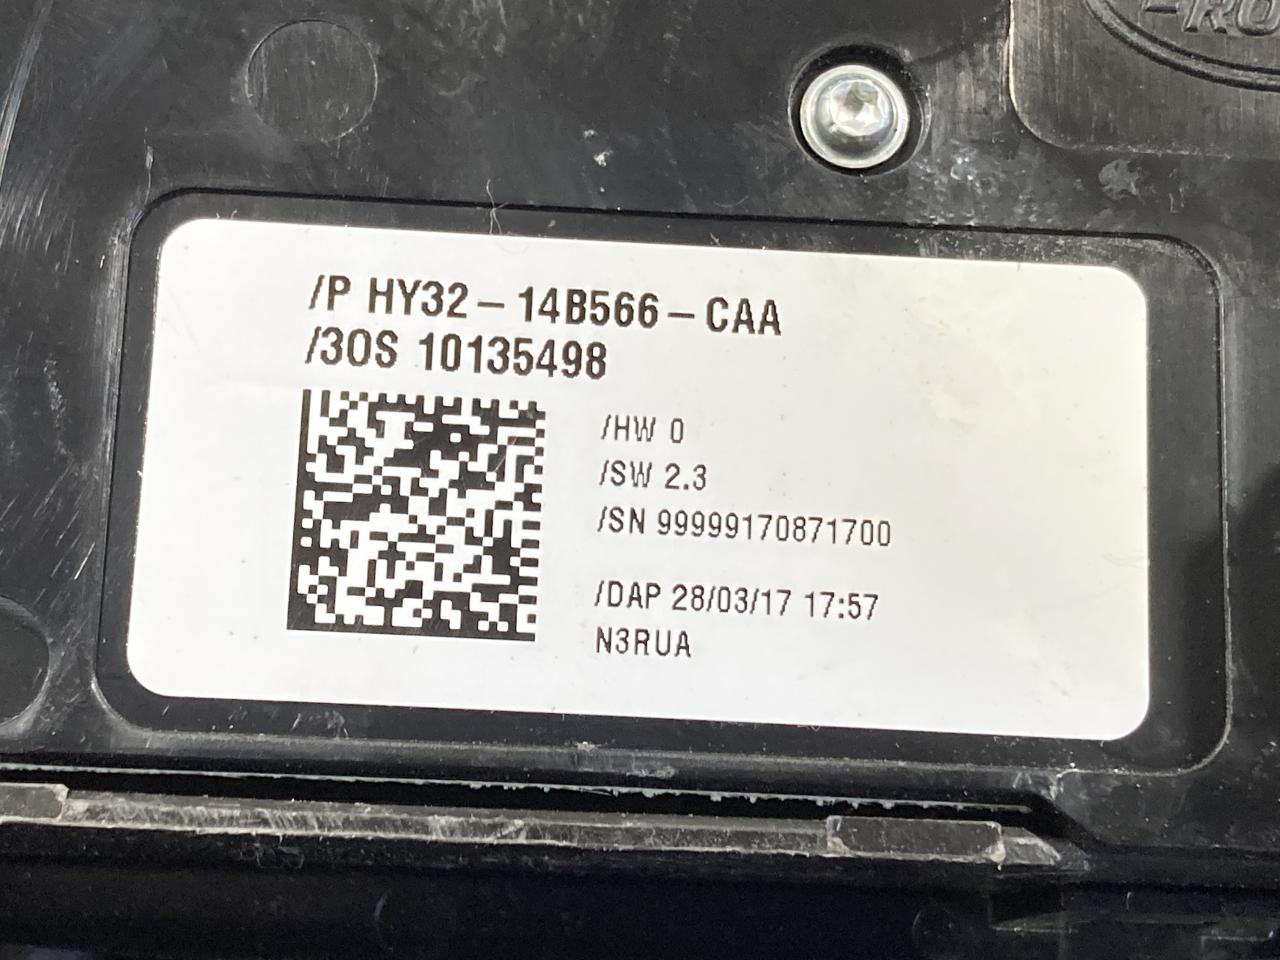 -RO
/P HY32-14B566-CAA
/30S 10135498
/HW 0
/SW 2.3
/SN 99999170871700
/DAP 28/03/17 17:57
N3RUA